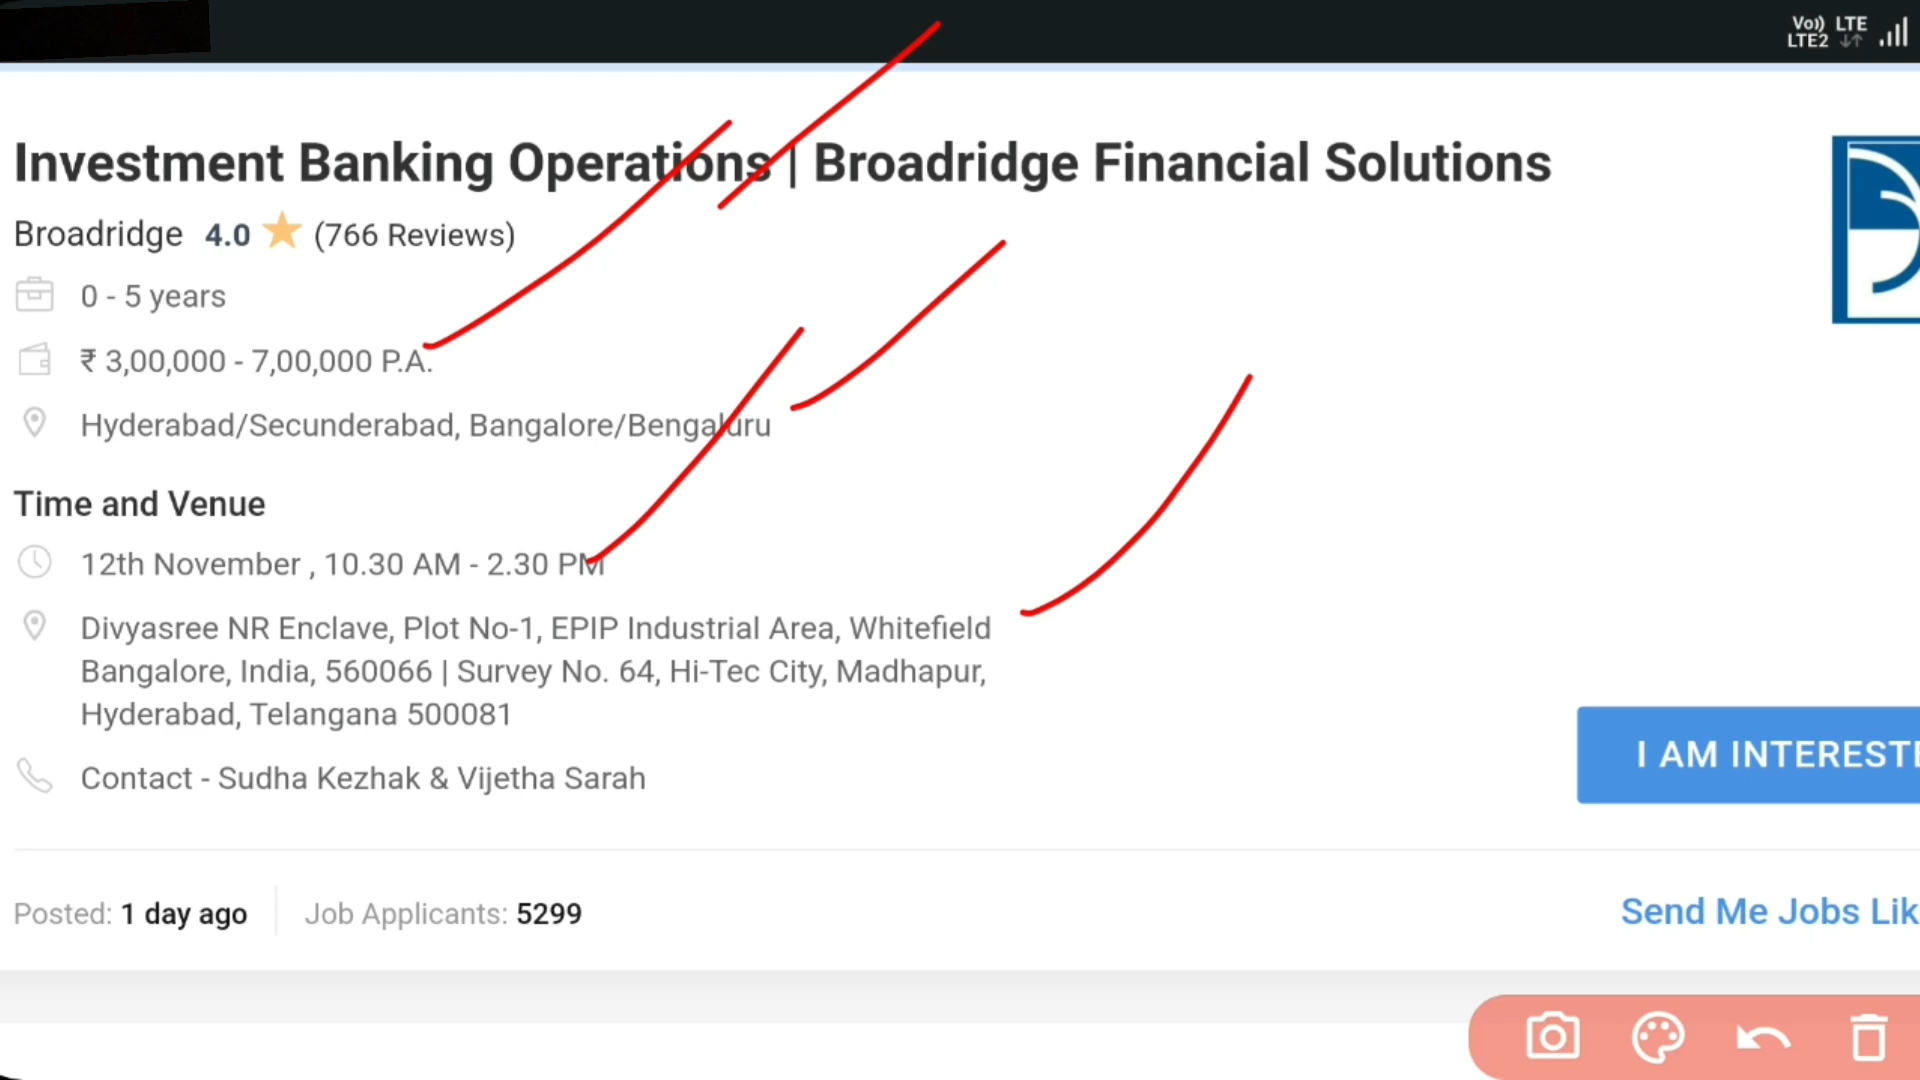 Vo)) LTE
LTE2
Investment Banking Operations | Broadridge Financial Solutions
Broadridge 4.0 (766 Reviews)
0 - 5 years
₹ 3,00,000 - 7,00,000 P.A.
Hyderabad/Secunderabad, Bangalore/Bengaluru
Time and Venue
12th November , 10.30 AM - 2.30 PM
Divyasree NR Enclave, Plot No-1, EPIP Industrial Area, Whitefield
Bangalore, India, 560066 | Survey No. 64, Hi-Tec City, Madhapur,
Hyderabad, Telangana 500081
Contact - Sudha Kezhak & Vijetha Sarah
I AM INTERESTE
Posted: 1 day ago
Job Applicants: 5299
Send Me Jobs Lik